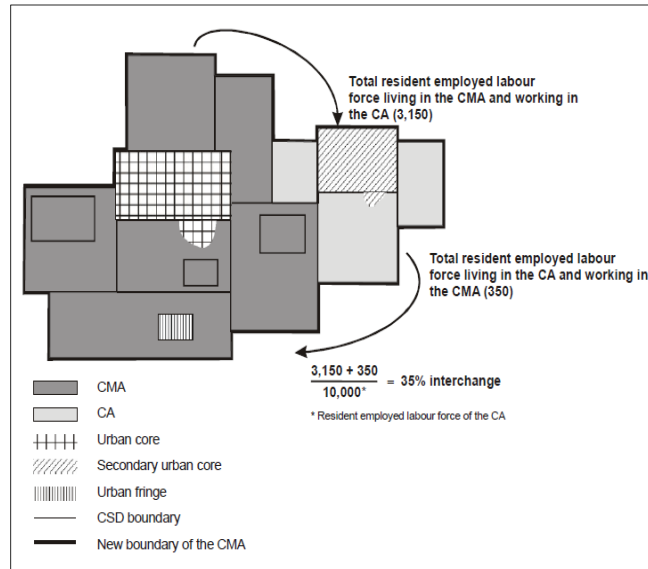 Total resident employed labour
force living in the CMA and working in
the CA (3,150)
Total resident employed labour
force living in the CA and working in
the CMA (350)
3,150 + 350
10,000*
= 35% interchange
* Resident employed labour force of the CA
CMA
CA
Urban core
Secondary urban core
Urban fringe
CSD boundary
New boundary of the CMA